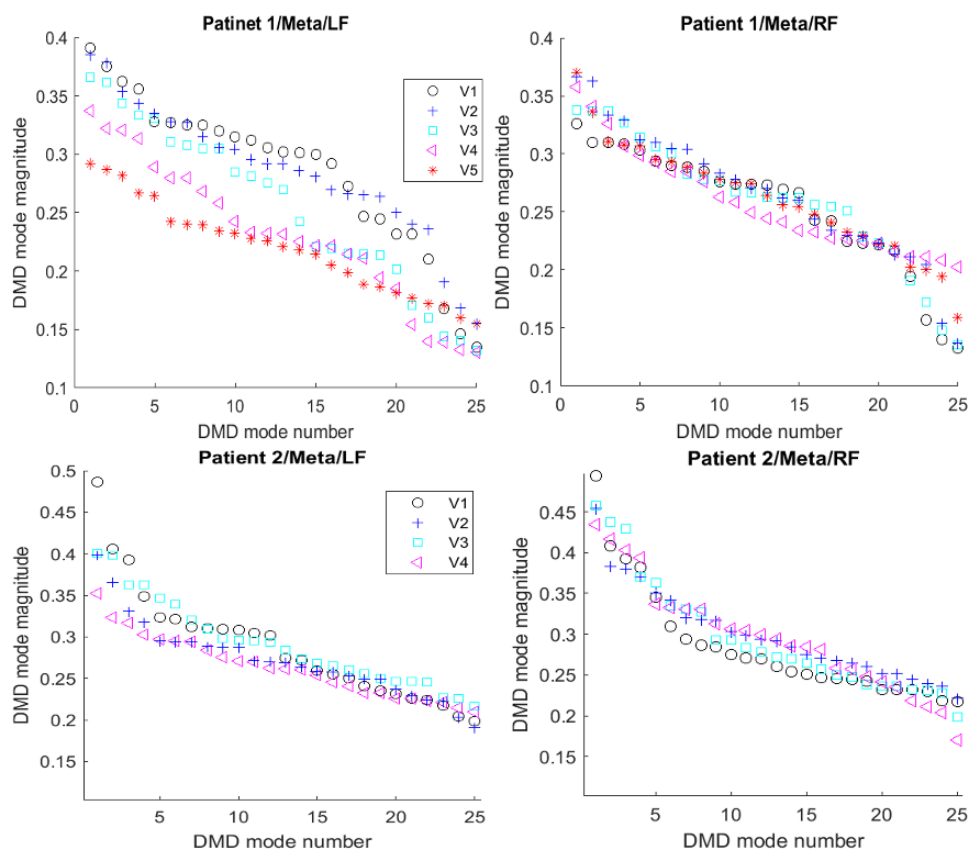 Patinet 1/Meta/LF
0.4
0.35
0.3
0.25
0.2
0.15
0.1
0
5
10
15
20
25
DMD mode number
DMD mode magnitude
V1
V2
V3
V4
V5
Patient 1/Meta/RF
0.4
0.35
0.3
0.25
0.2
0.15
0.1
0
5
10
15
20
25
DMD mode number
DMD mode magnitude
Patient 2/Meta/LF
0.5
0.45
0.4
0.35
0.3
0.25
0.2
0.15
5
10
15
20
25
DMD mode number
DMD mode magnitude
V1
V2
V3
V4
Patient 2/Meta/RF
0.45
0.4
0.35
0.3
0.25
0.2
0.15
5
10
15
20
25
DMD mode number
DMD mode magnitude